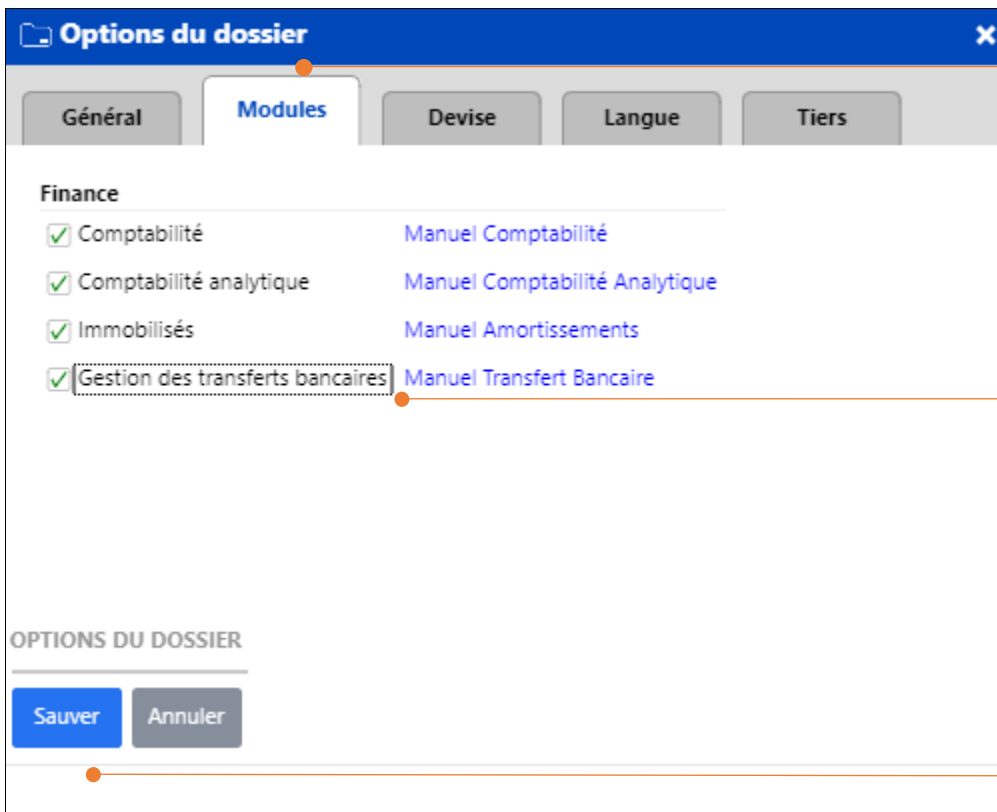 Options du dossier
Général Modules Devise Langue Tiers
Finance
Comptabilité Manuel Comptabilité
Comptabilité analytique Manuel Comptabilité Analytique
Immobilisés Manuel Amortissements
Gestion des transferts bancaires Manuel Transfert Bancaire
OPTIONS DU DOSSIER
Sauver Annuler